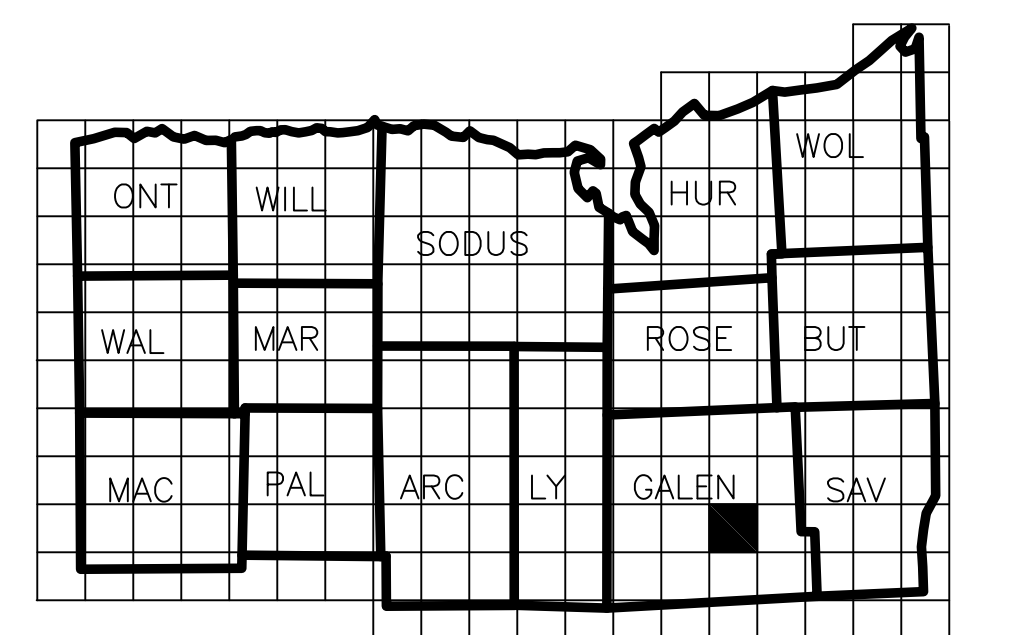 WOL
ONT
WILL
HUR
SODUS
WAL
MAR
ROSE
BUT
MAC
PAL
ARC
LY
GALEN
SAV